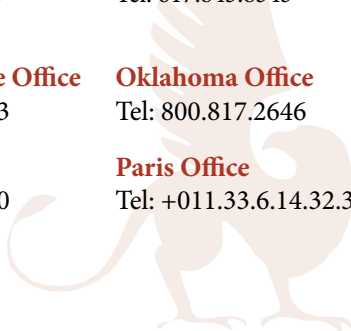 e Office Oklahoma Office
3 Tel: 800.817.2646
Paris Office
0 Tel: +011.33.6.14.32.3